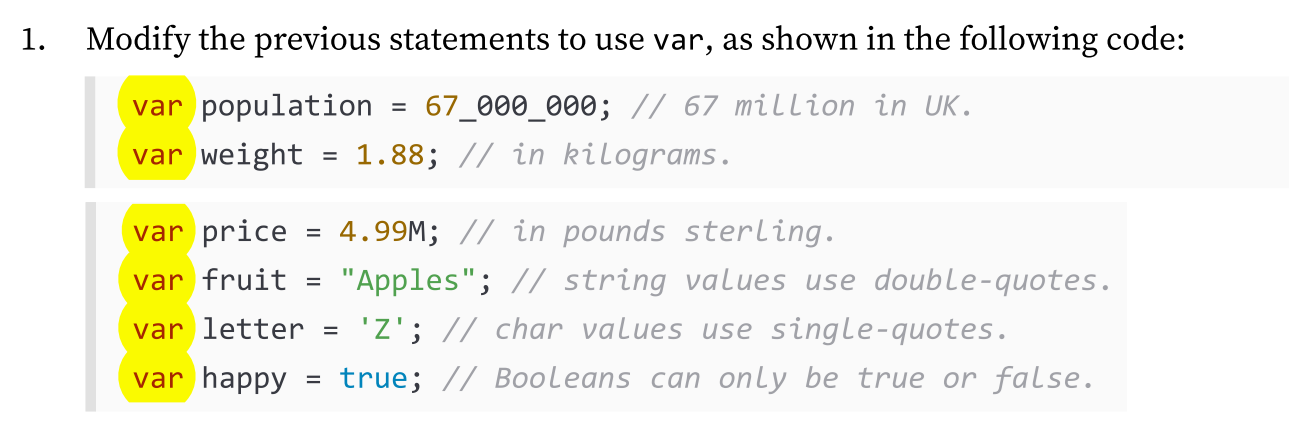 1. Modify the previous statements to use var, as shown in the following code:
var population = 67_000_000; // 67 million in UK.
var weight = 1.88; // in kilograms.
var price = 4.99M; // in pounds sterling.
var fruit = "Apples"; // string values use double-quotes.
var letter = 'Z'; // char values use single-quotes.
var happy = true; // Booleans can only be true or false.